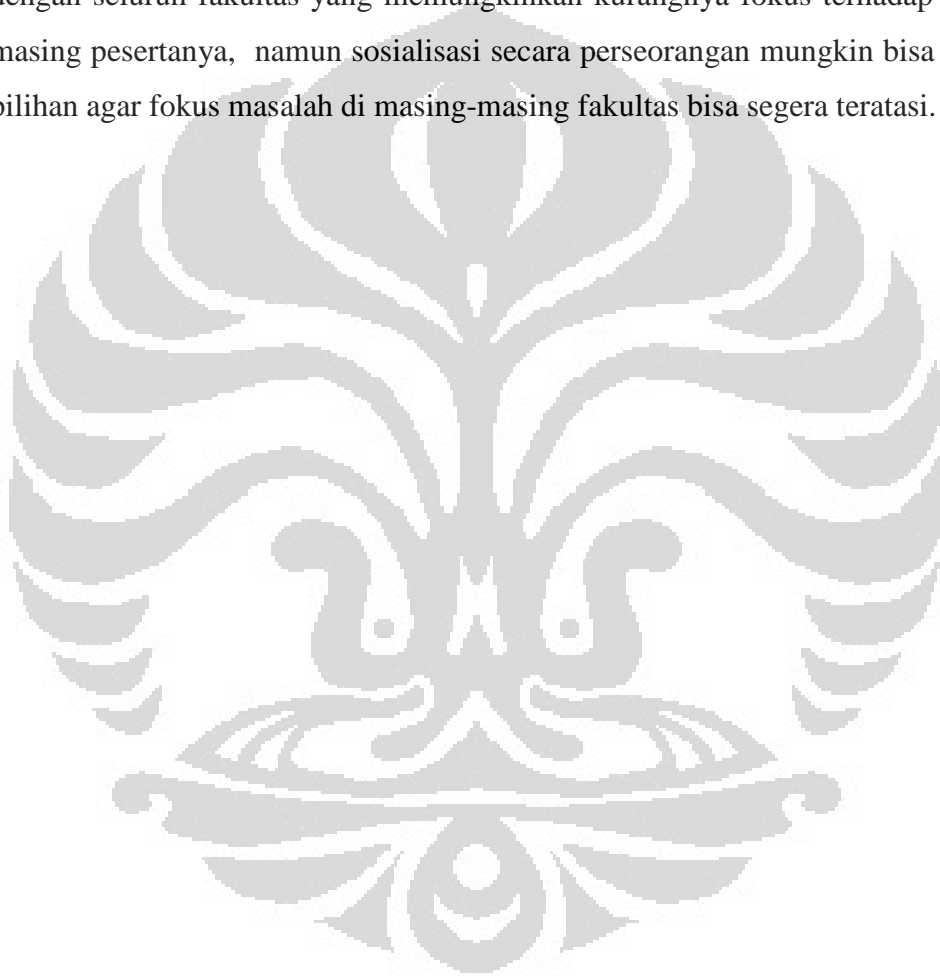 dengan seluruh fakultas yang memungkinkan kurangnya fokus terhadap
masing pesertanya, namun sosialisasi secara perseorangan mungkin bisa
pilihan agar fokus masalah di masing-masing fakultas bisa segera teratasi.